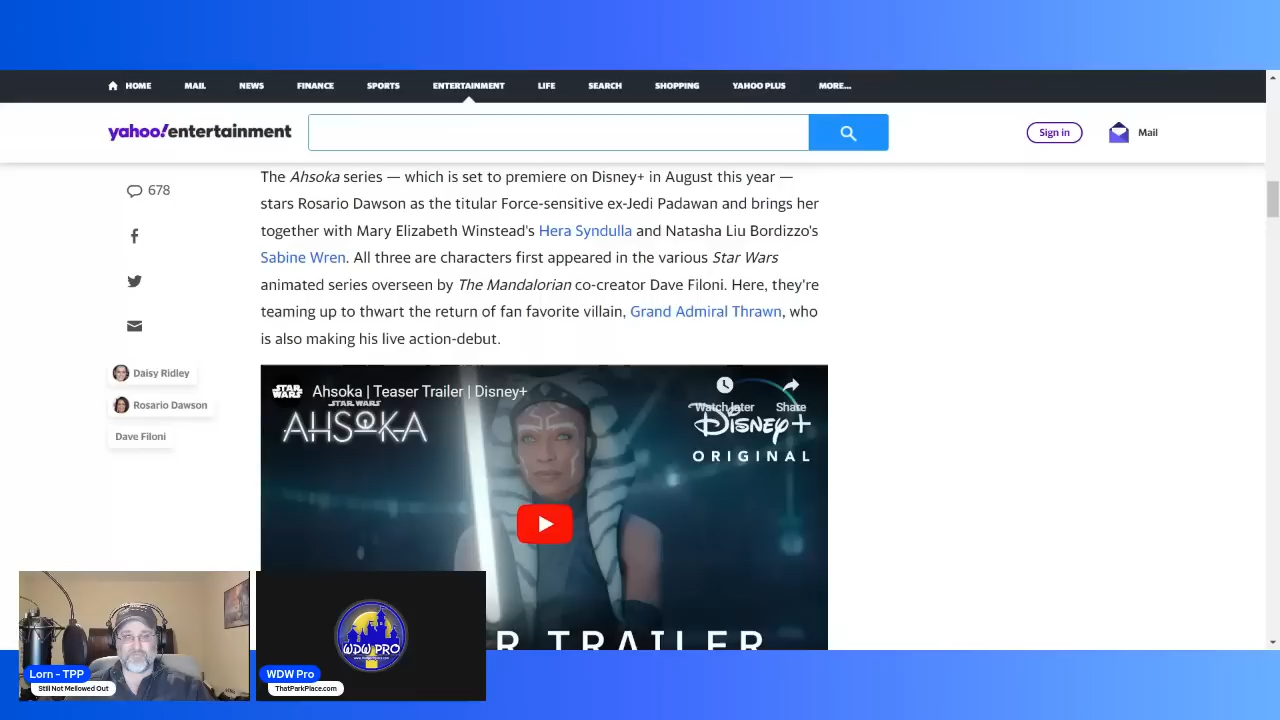 HOME MAIL NEWS FINANCE SPORTS ENTERTAINMENT LIFE SEARCH SHOPPING YAHOO PLUS MORE...
yahoo!entertainment
Sign in
Mail
678
The Ahsoka series — which is set to premiere on Disney+ in August this year —
stars Rosario Dawson as the titular Force-sensitive ex-Jedi Padawan and brings her
together with Mary Elizabeth Winstead's Hera Syndulla and Natasha Liu Bordizzo's
Sabine Wren. All three are characters first appeared in the various Star Wars
animated series overseen by The Mandalorian co-creator Dave Filoni. Here, they're
teaming up to thwart the return of fan favorite villain, Grand Admiral Thrawn, who
is also making his live action-debut.
Daisy Ridley
Rosario Dawson
Dave Filoni
STAR WARS
Ahsoka | Teaser Trailer | Disney+
Watch later
Share
STAR WARS
AHSOKA
Disney+
ORIGINAL
R TRAILER
Lorn - TPP
Still Not Mellowed Out
WDW PRO
WDW Pro
ThatParkPlace.com